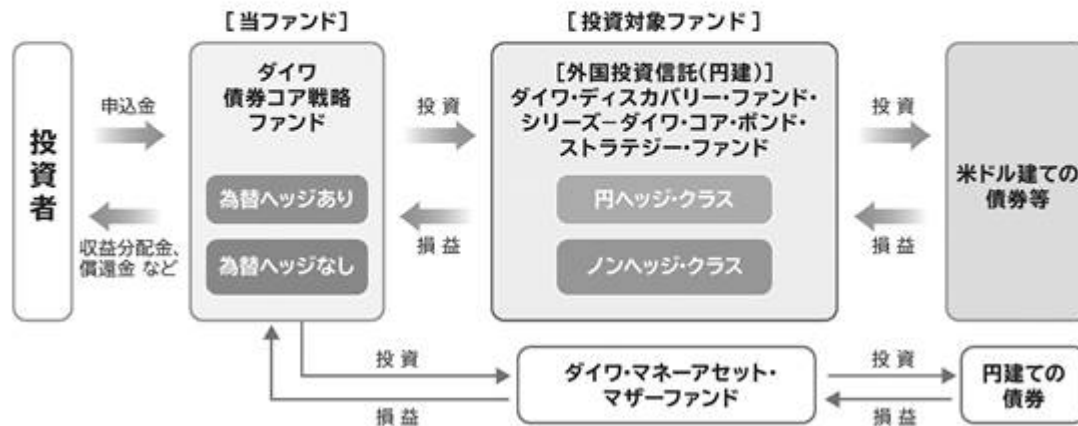 [当ファンド]
[投資対象ファンド]
投資者
申込金
収益分配金、
償還金 など
ダイワ
債券コア戦略
ファンド
為替ヘッジあり
為替ヘッジなし
投 資
損 益
[外国投資信託(円建)]
ダイワ・ディスカバリー・ファンド・
シリーズ−ダイワ・コア・ボンド・
ストラテジー・ファンド
円ヘッジ・クラス
ノンヘッジ・クラス
投 資
損 益
米ドル建ての
債券等
投 資
損 益
ダイワ・マネーアセット・
マザーファンド
投 資
損 益
円建ての
債券